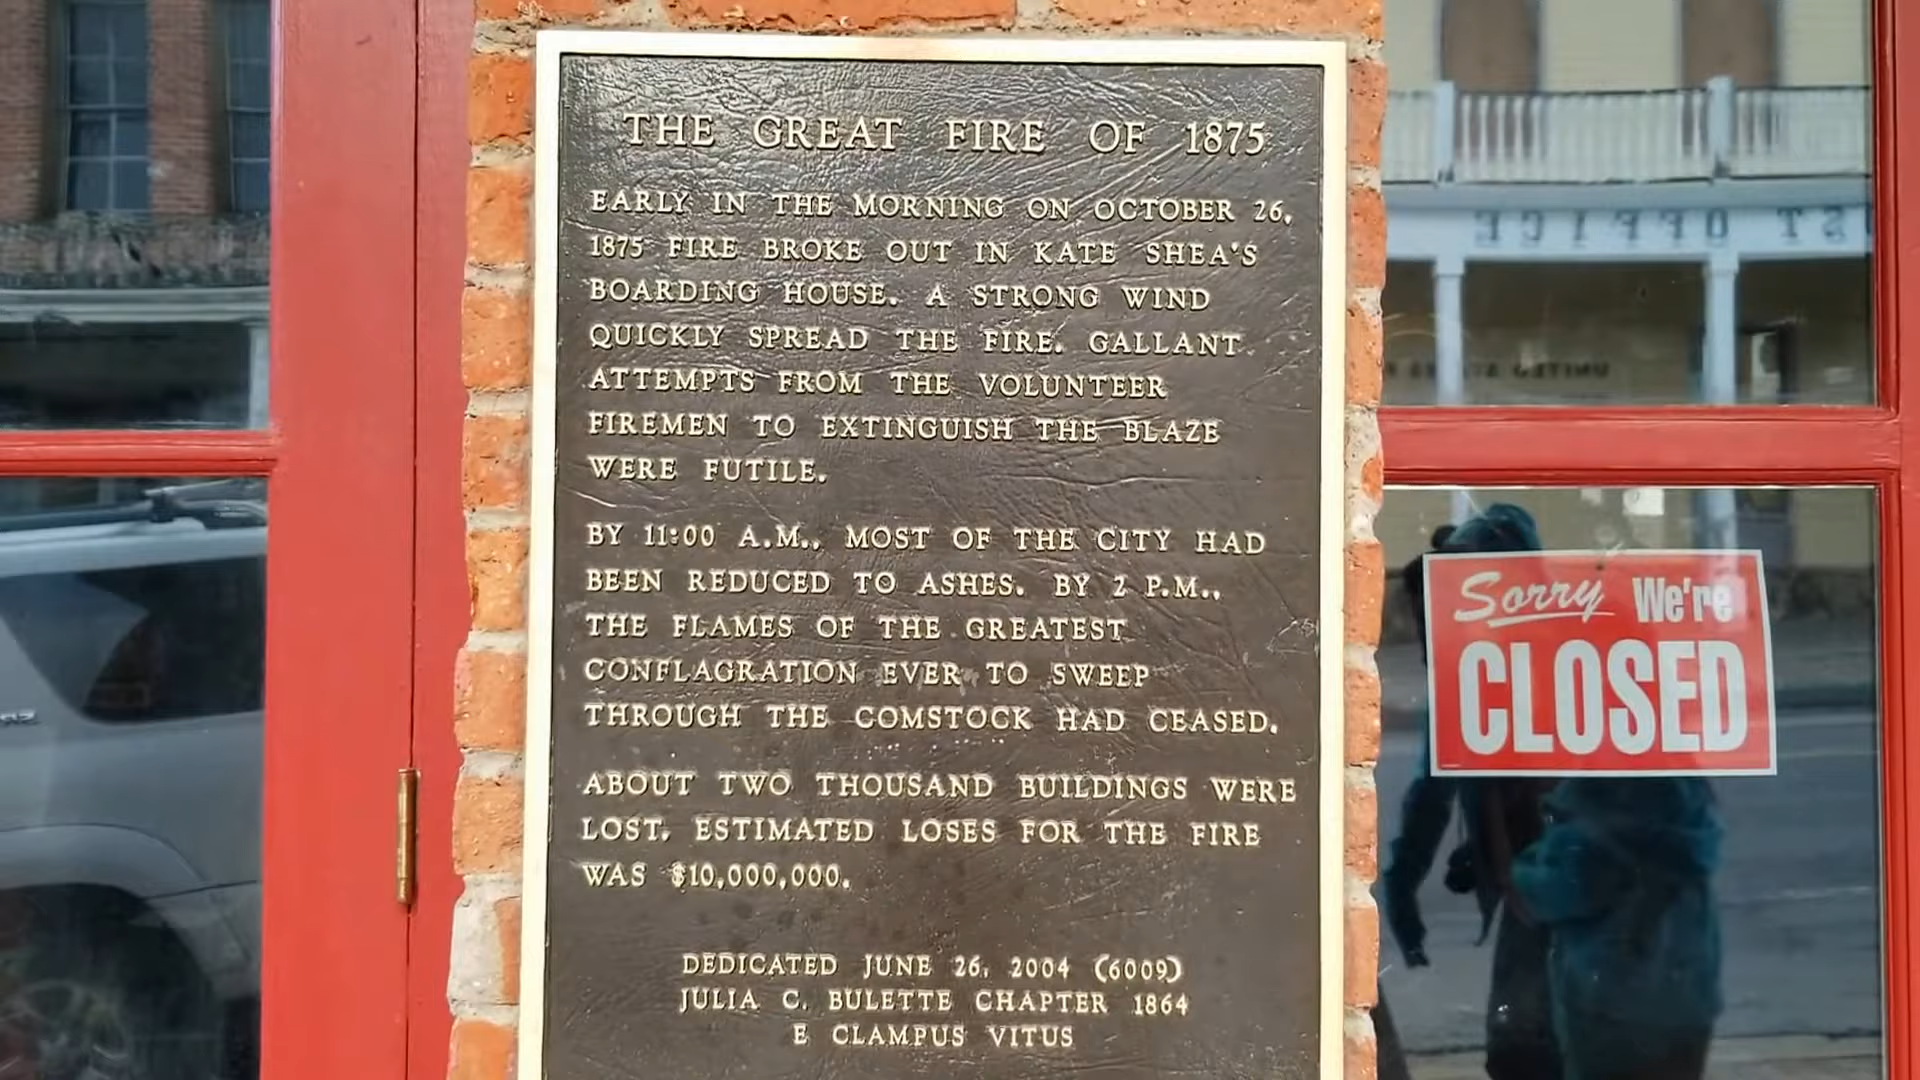 THE GREAT FIRE OF 1875
EARLY IN THE MORNING ON OCTOBER 26,
1875 FIRE BROKE OUT IN KATE SHEA'S
BOARDING HOUSE. A STRONG WIND
QUICKLY SPREAD THE FIRE. GALLANT
ATTEMPTS FROM THE VOLUNTEER
FIREMEN TO EXTINGUISH THE BLAZE
WERE FUTILE.
BY 11:00 A.M., MOST OF THE CITY HAD
BEEN REDUCED TO ASHES. BY 2 P.M.,
THE FLAMES OF THE GREATEST
CONFLAGRATION EVER TO SWEEP
THROUGH THE COMSTOCK HAD CEASED.
ABOUT TWO THOUSAND BUILDINGS WERE
LOST. ESTIMATED LOSES FOR THE FIRE
WAS $10,000,000.
DEDICATED JUNE 26, 2004 (6009)
JULIA C. BULETTE CHAPTER 1864
E CLAMPUS VITUS
Sorry We're
CLOSED
OFFICE
UNITED